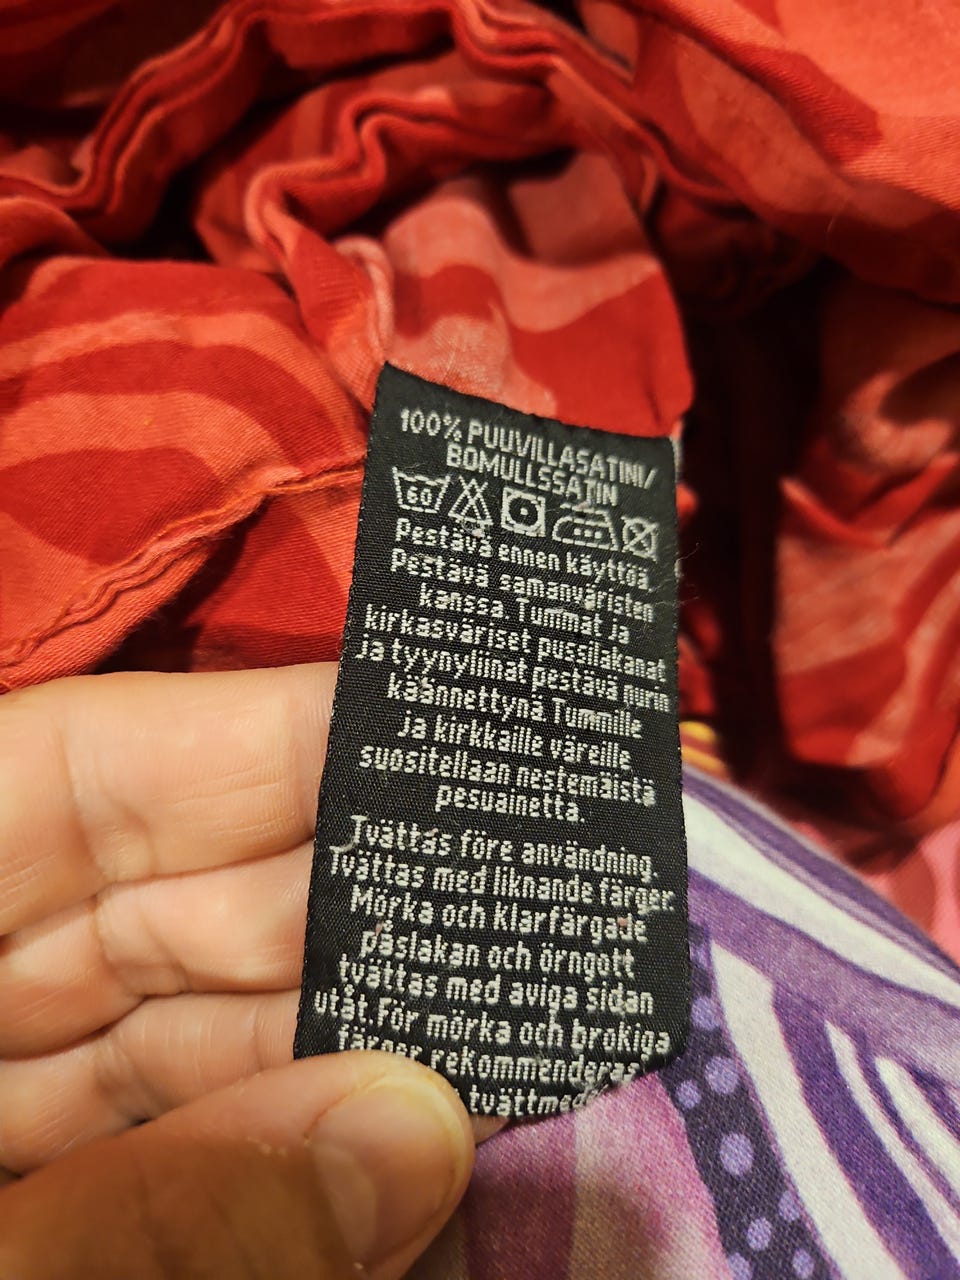 100% PUUVILLASATINI/
BOMULLSSATIN
60
Pestävä ennen käyttöä.
Pestävä samanväristen
kanssa Tummat ja
kirkasväriset pussilakanat
ja tyynyliinat pestävä nurin
käännettynä. Tummille
ja kirkkaille väreille
suositellaan nestemäistä
pesuainetta.
Tvättas före användning.
Tvättas med liknande färger.
Mörka och klarfärgade
påslakan och örngott
tvättas med aviga sidan
utåt. För mörka och brokiga
färger rekommenderas